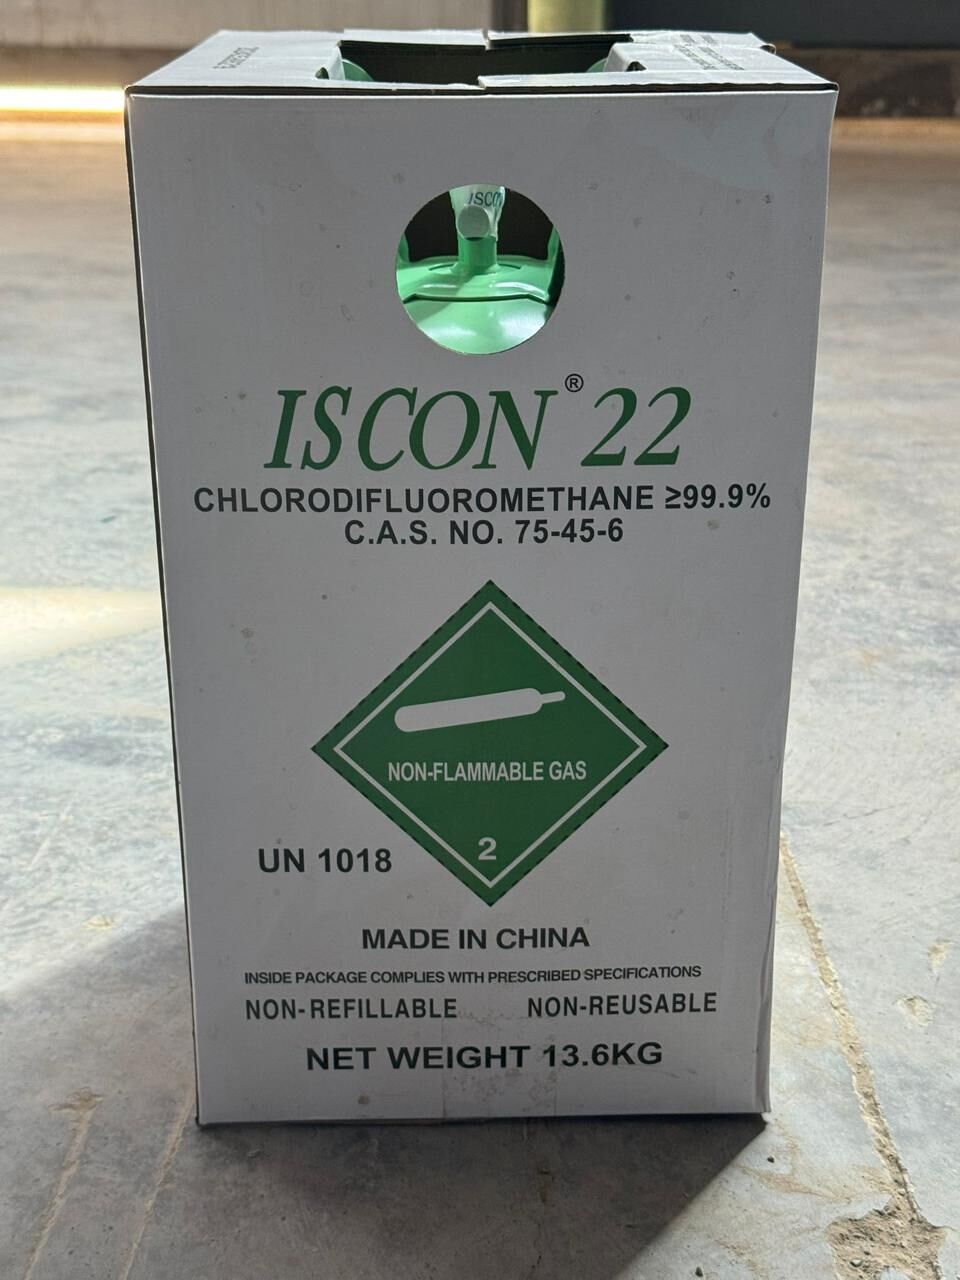 ISCON
ISCON® 22
CHLORODIFLUOROMETHANE ≥99.9%
C.A.S. NO. 75-45-6
NON-FLAMMABLE GAS
2
UN 1018
MADE IN CHINA
INSIDE PACKAGE COMPLIES WITH PRESCRIBED SPECIFICATIONS
NON-REFILLABLE NON-REUSABLE
NET WEIGHT 13.6KG